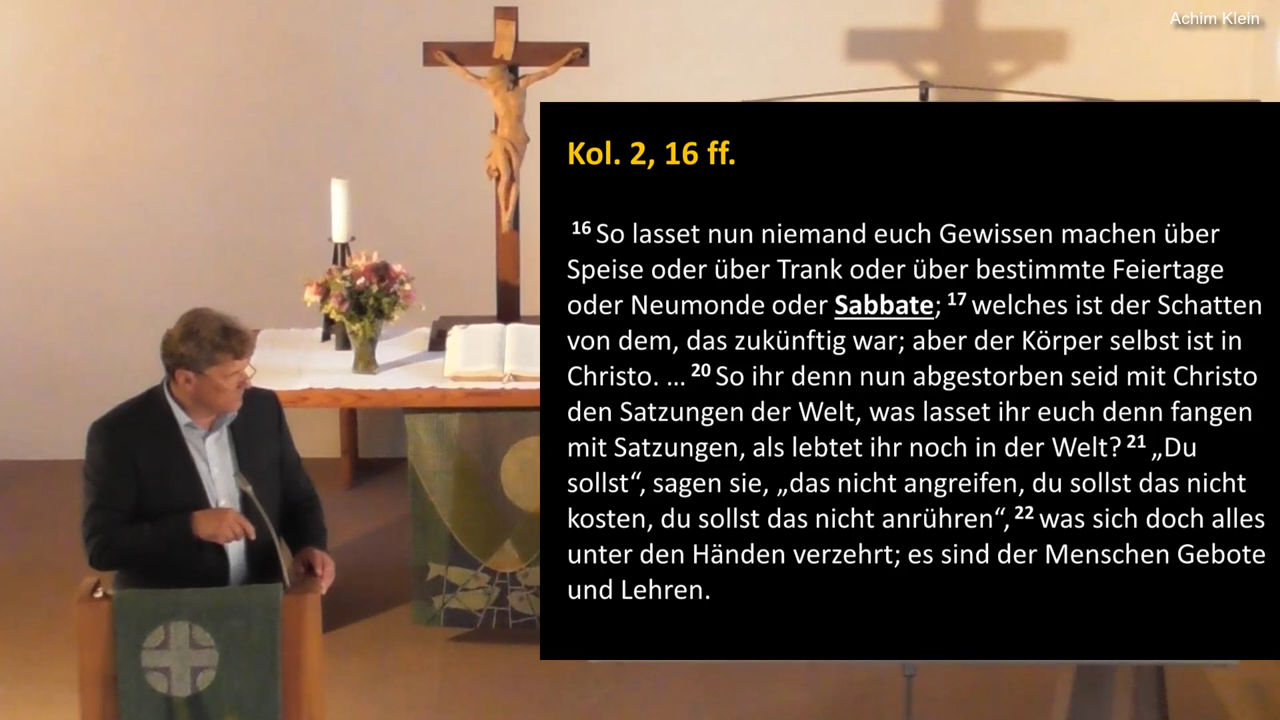 Achim Klein
Kol. 2, 16 ff.
16 So lasset nun niemand euch Gewissen machen über
Speise oder über Trank oder über bestimmte Feiertage
oder Neumonde oder Sabbate; 17 welches ist der Schatten
von dem, das zukünftig war; aber der Körper selbst ist in
Christo. ... 20 So ihr denn nun abgestorben seid mit Christo
den Satzungen der Welt, was lasset ihr euch denn fangen
mit Satzungen, als lebtet ihr noch in der Welt? 21 „Du
sollst“, sagen sie, „das nicht angreifen, du sollst das nicht
kosten, du sollst das nicht anrühren“, 22 was sich doch alles
unter den Händen verzehrt; es sind der Menschen Gebote
und Lehren.